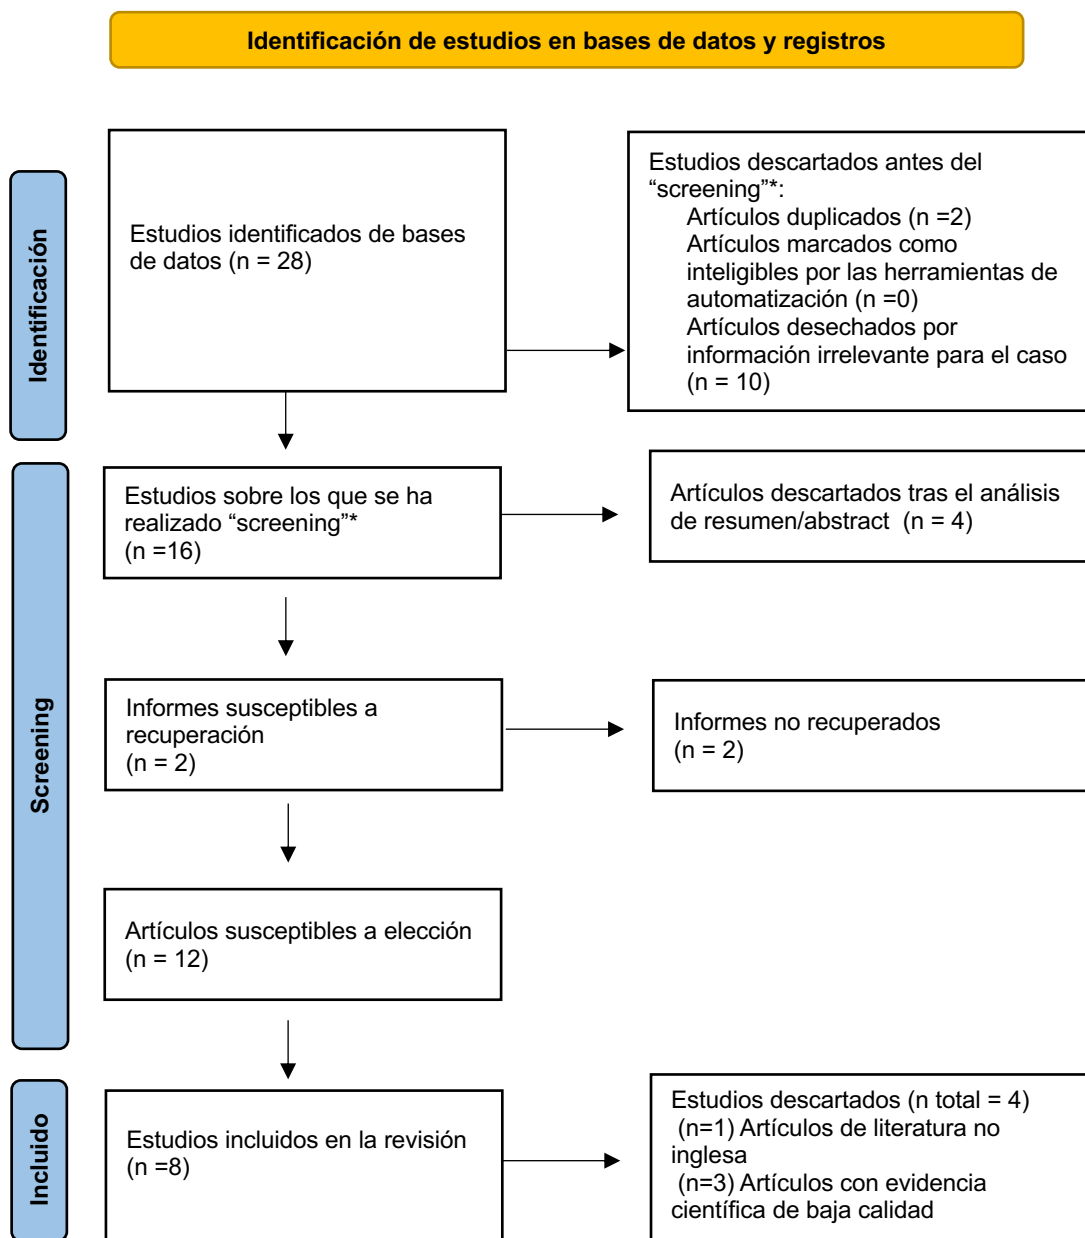 Identificación de estudios en bases de datos y registros
Identificación
Estudios identificados de bases
de datos (n = 28)
Estudios descartados antes del
“screening”*:
Artículos duplicados (n =2)
Artículos marcados como
inteligibles por las herramientas de
automatización (n =0)
Artículos desechados por
información irrelevante para el caso
(n = 10)
Screening
Estudios sobre los que se ha
realizado “screening”*
(n =16)
Artículos descartados tras el análisis
de resumen/abstract  (n = 4)
Informes susceptibles a
recuperación
(n = 2)
Informes no recuperados
(n = 2)
Artículos susceptibles a elección
(n = 12)
Incluido
Estudios incluidos en la revisión
(n =8)
Estudios descartados (n total = 4)
(n=1) Artículos de literatura no
inglesa
(n=3) Artículos con evidencia
científica de baja calidad